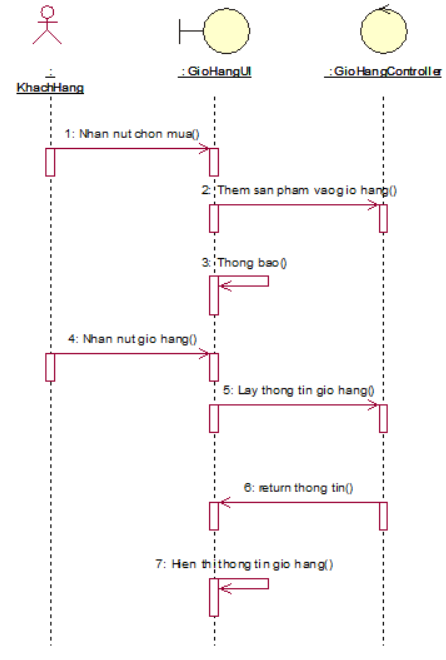 :
KhachHang
: GioHangUI
: GioHangController
1: Nhan nut chon mua()
2: Them san pham vao gio hang()
3: Thong bao()
4: Nhan nut gio hang()
5: Lay thong tin gio hang()
6: return thong tin()
7: Hien thi thong tin gio hang()